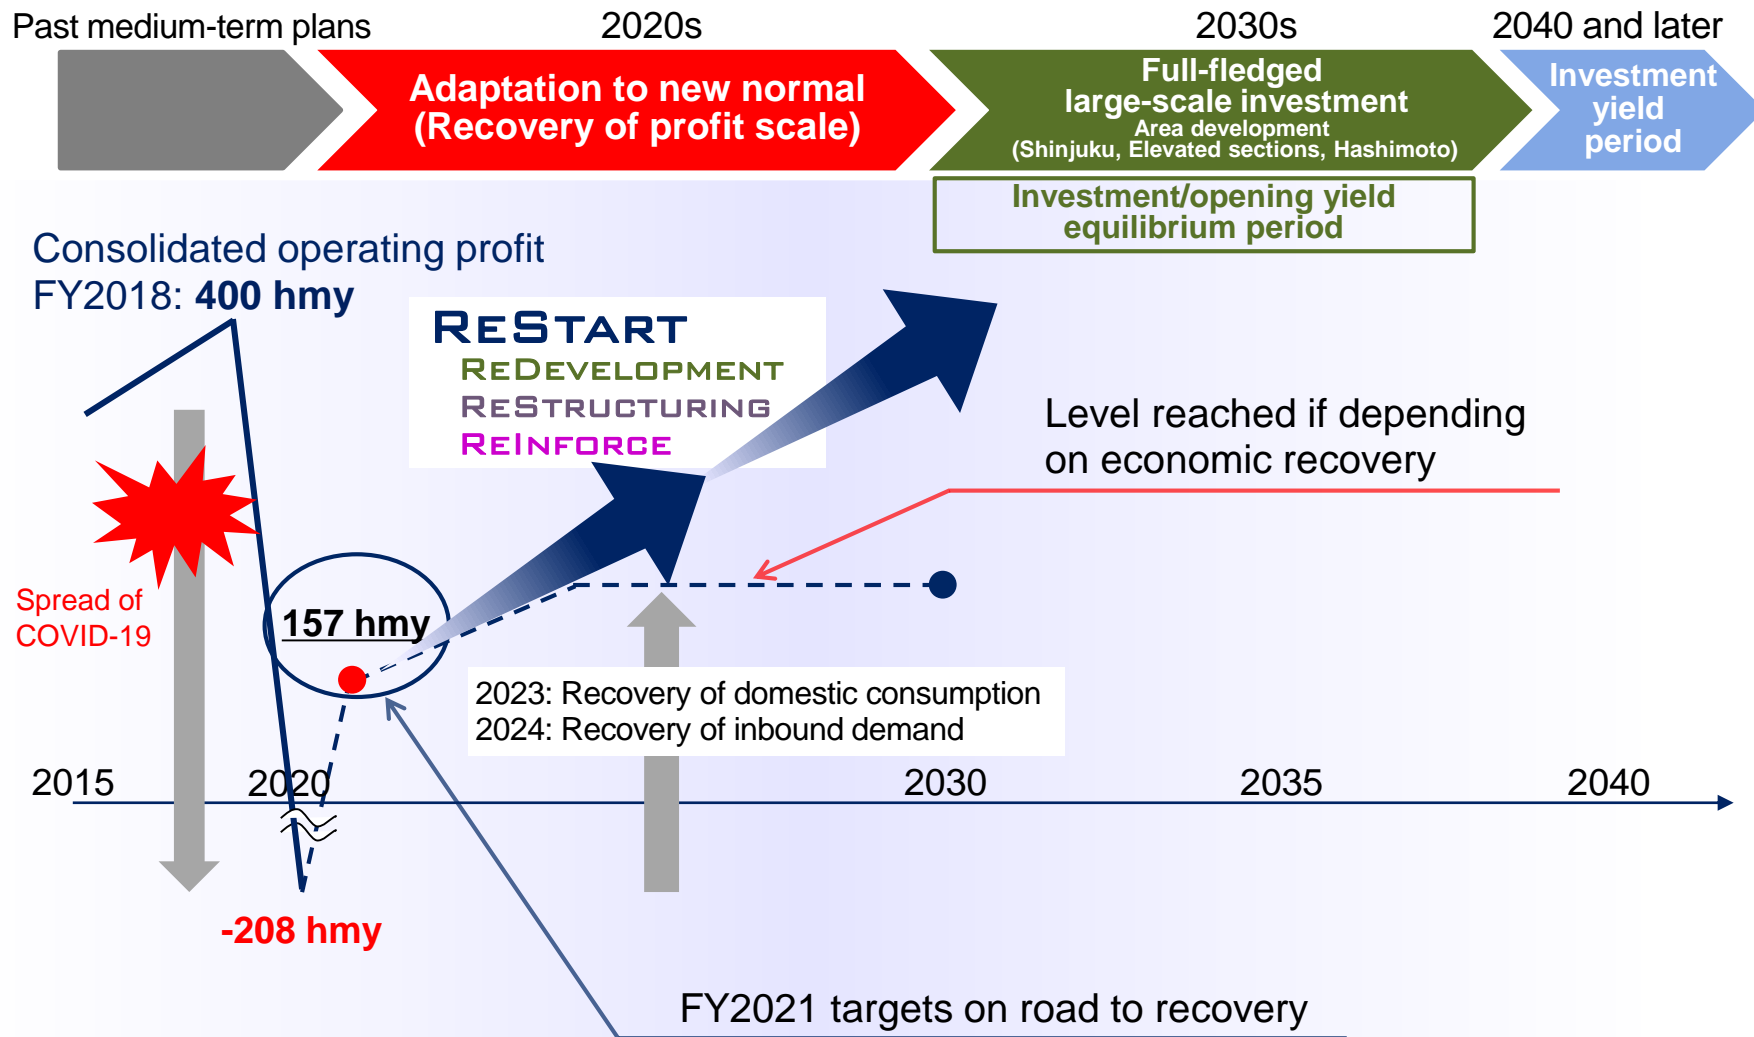 Past medium-term plans
2020s
2030s
2040 and later
Adaptation to new normal
(Recovery of profit scale)
Full-fledged
large-scale investment
Area development
(Shinjuku, Elevated sections, Hashimoto)
Investment
yield
period
Investment/opening yield
equilibrium period
Consolidated operating profit
FY2018: 400 hmy
RESTART
REDEVELOPMENT
RESTRUCTURING
REINFORCE
Level reached if depending
on economic recovery
Spread of
COVID-19
157 hmy
2023: Recovery of domestic consumption
2024: Recovery of inbound demand
2015
2020
2030
2035
2040
-208 hmy
FY2021 targets on road to recovery